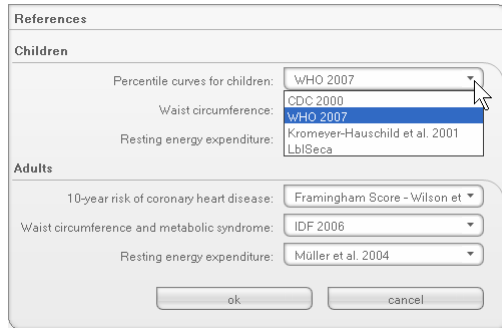 References
Children
Percentile curves for children: WHO 2007
CDC 2000
Waist circumference: WHO 2007
Resting energy expenditure: Kromeyer-Hauschild et al. 2001
LblSeca
Adults
10-year risk of coronary heart disease: Framingham Score - Wilson et
Waist circumference and metabolic syndrome: IDF 2006
Resting energy expenditure: Müller et al. 2004
ok cancel